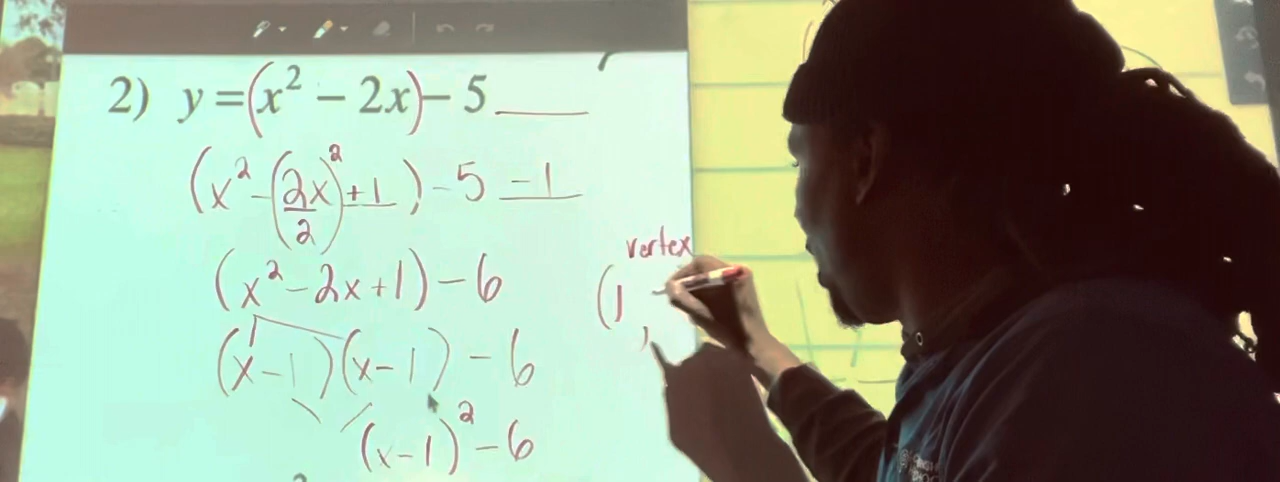 2) y = (x² − 2x) − 5 ____
(x² − (2x/2)² + 1) − 5 − 1
(x² − 2x + 1) − 6
vertex
(1, −
(x − 1)(x − 1) − 6
(x − 1)² − 6